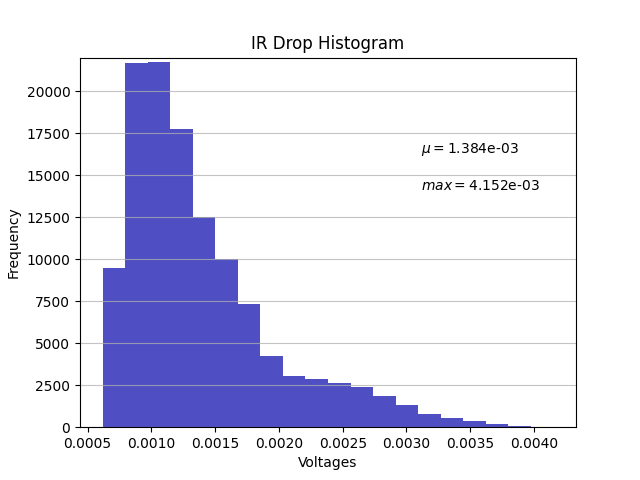 IR Drop Histogram
20000
17500
15000
12500
10000
7500
5000
2500
0
Frequency
μ = 1.384e-03
max = 4.152e-03
0.0005 0.0010 0.0015 0.0020 0.0025 0.0030 0.0035 0.0040
Voltages